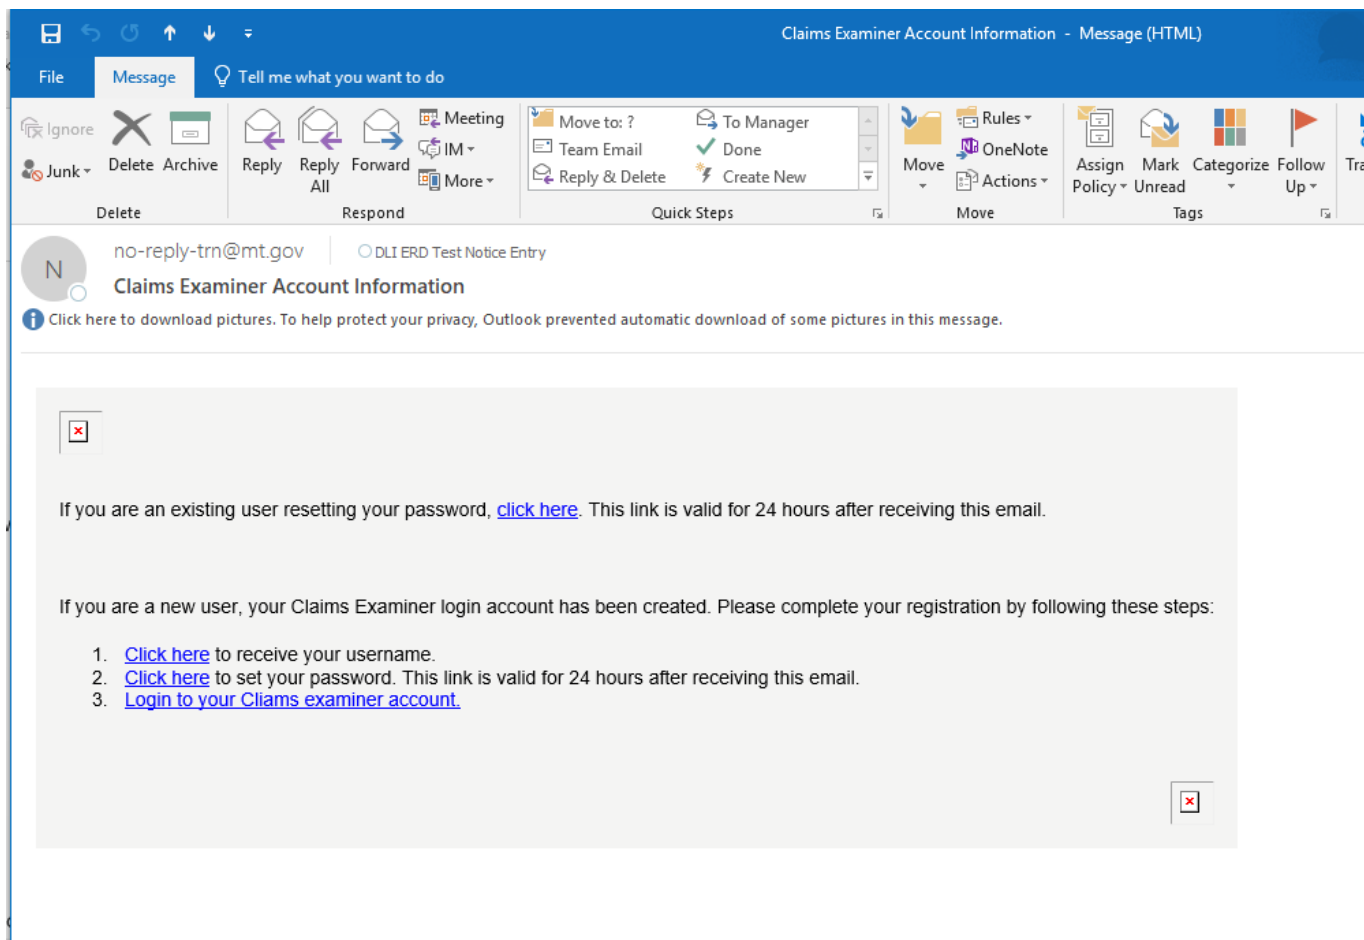 Claims Examiner Account Information - Message (HTML)
File Message Tell me what you want to do
Ignore
Junk
Delete
Archive
Reply
Reply All
Forward
Meeting
IM
More
Move to: ?
Team Email
Reply & Delete
To Manager
Done
Create New
Move
Rules
OneNote
Actions
Assign Policy
Mark Unread
Categorize
Follow Up
Delete Respond Quick Steps Move Tags
N
no-reply-trn@mt.gov DLI ERD Test Notice Entry
Claims Examiner Account Information
Click here to download pictures. To help protect your privacy, Outlook prevented automatic download of some pictures in this message.
If you are an existing user resetting your password, click here. This link is valid for 24 hours after receiving this email.
If you are a new user, your Claims Examiner login account has been created. Please complete your registration by following these steps:
1. Click here to receive your username.
2. Click here to set your password. This link is valid for 24 hours after receiving this email.
3. Login to your Cliams examiner account.